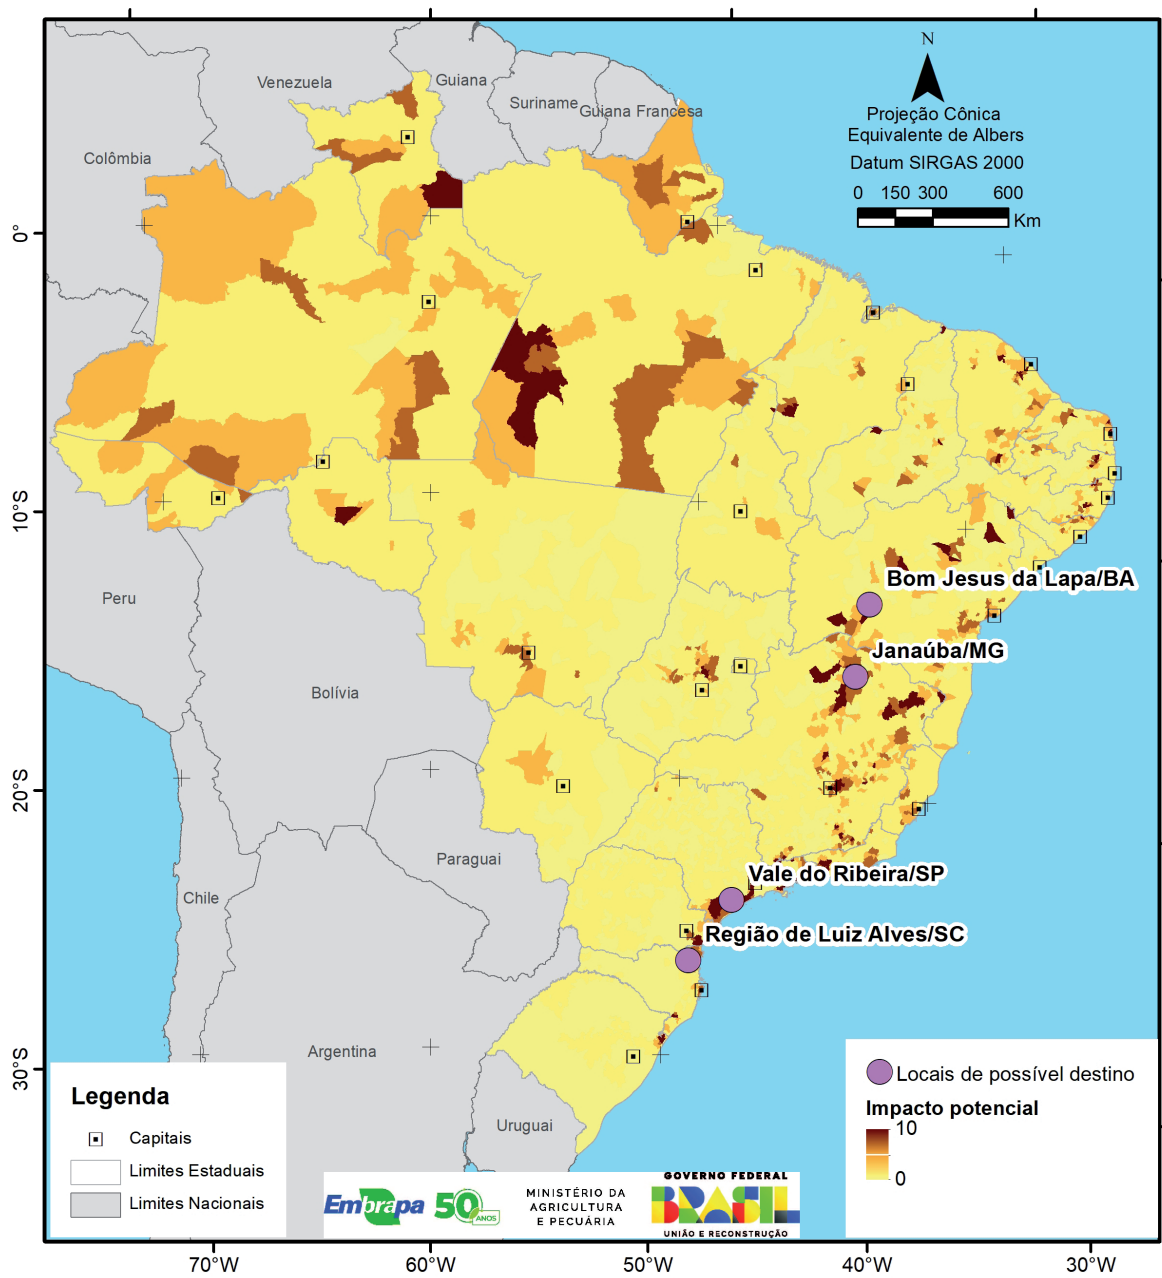 N
Projeção Cônica
Equivalente de Albers
Datum SIRGAS 2000
0 150 300 600
Km
Venezuela
Guiana
Suriname
Guiana Francesa
Colômbia
Peru
Bolívia
Paraguai
Chile
Argentina
Uruguai
Bom Jesus da Lapa/BA
Janaúba/MG
Vale do Ribeira/SP
Região de Luiz Alves/SC
0°
10°S
20°S
30°S
Legenda
Capitais
Limites Estaduais
Limites Nacionais
Locais de possível destino
Impacto potencial
10
0
Embrapa 50 ANOS
MINISTÉRIO DA
AGRICULTURA
E PECUÁRIA
GOVERNO FEDERAL
BRASIL
UNIÃO E RECONSTRUÇÃO
70°W 60°W 50°W 40°W 30°W